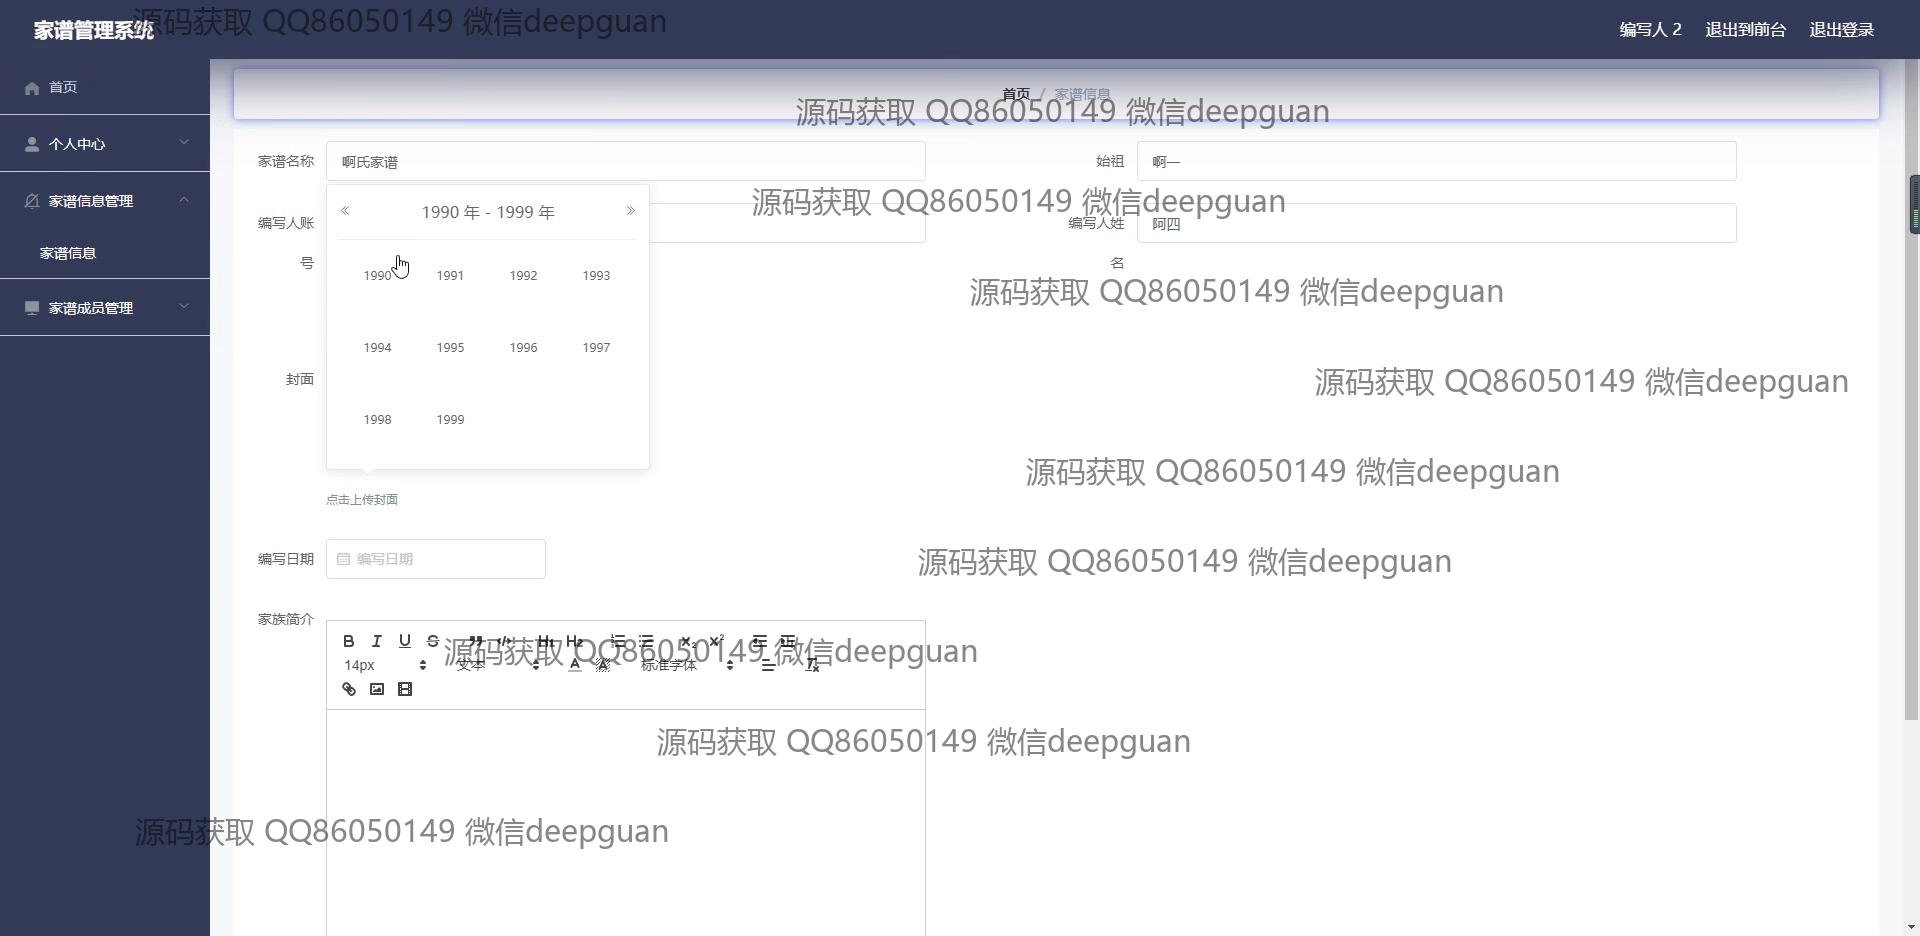 家谱管理系统
源码获取 QQ86050149 微信deepguan
编写人 2
退出到前台
退出登录
首页
个人中心
家谱信息管理
家谱信息
家谱成员管理
首页 / 家谱信息
源码获取 QQ86050149 微信deepguan
家谱名称
啊氏家谱
始祖
啊一
源码获取 QQ86050149 微信deepguan
编写人账
号
编写人姓
名
阿四
1990 年 - 1999 年
1990 1991 1992 1993
1994 1995 1996 1997
1998 1999
源码获取 QQ86050149 微信deepguan
封面
源码获取 QQ86050149 微信deepguan
源码获取 QQ86050149 微信deepguan
点击上传封面
编写日期
编写日期
源码获取 QQ86050149 微信deepguan
家族简介
B I U S H1 H2 X2 X2
源码获取 QQ86050149 微信deepguan
14px 文本 A A 标准字体 Tx
源码获取 QQ86050149 微信deepguan
源码获取 QQ86050149 微信deepguan